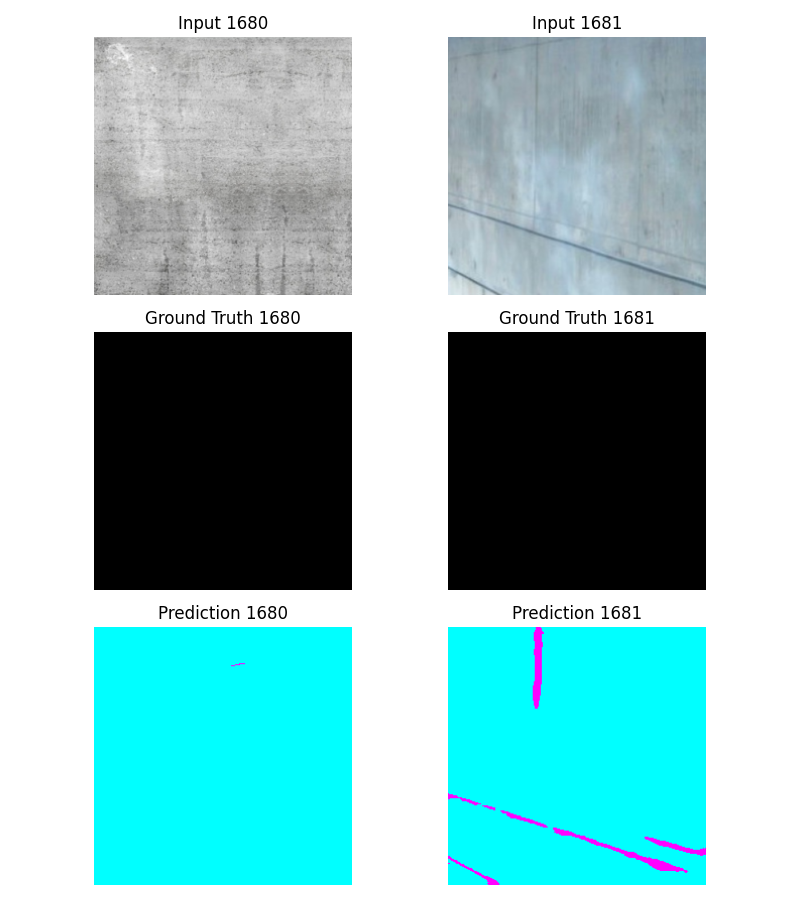 Input 1680
Input 1681
Ground Truth 1680
Ground Truth 1681
Prediction 1680
Prediction 1681